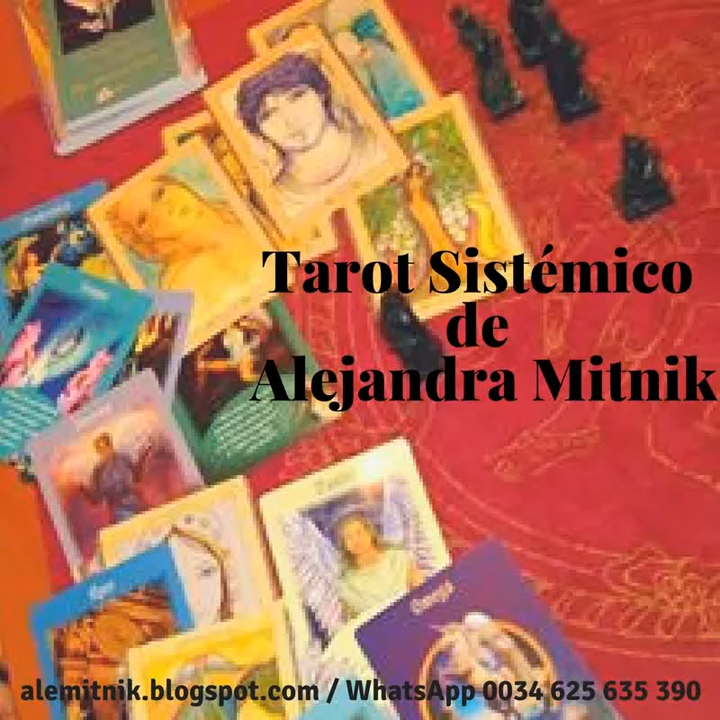 Tarot Sistémico
de
Alejandra Mitnik
alemitnik.blogspot.com / WhatsApp 0034 625 635 390